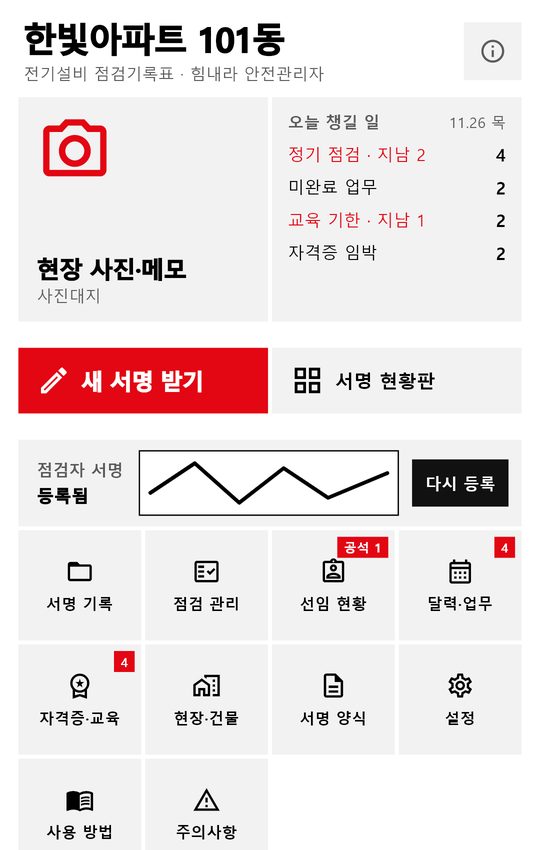 한빛아파트 101동
전기설비 점검기록표 · 힘내라 안전관리자
현장 사진·메모
사진대지
오늘 챙길 일 11.26 목
정기 점검 · 지남 2 4
미완료 업무 2
교육 기한 · 지남 1 2
자격증 임박 2
새 서명 받기
서명 현황판
점검자 서명
등록됨
다시 등록
서명 기록
점검 관리
공석 1
선임 현황
4
달력·업무
4
자격증·교육
현장·건물
서명 양식
설정
사용 방법
주의사항